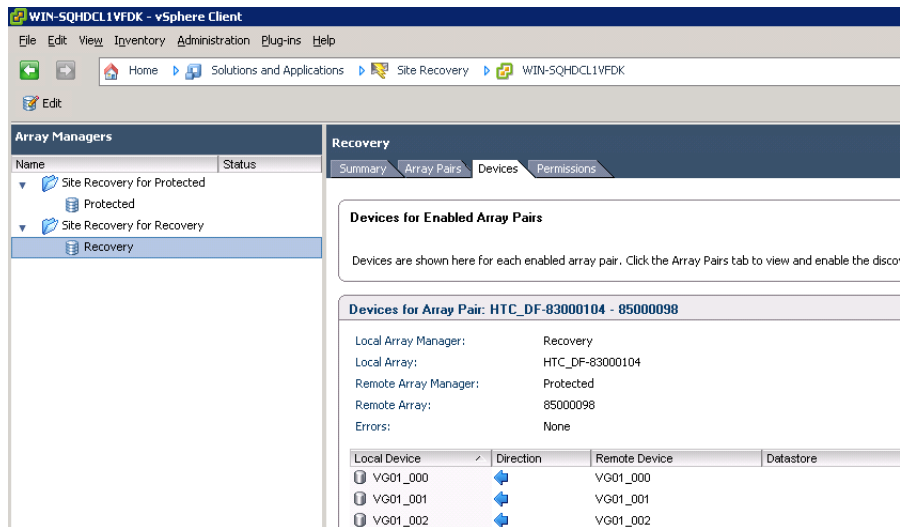 WIN-SQHDCL1VFDK - vSphere Client
File Edit View Inventory Administration Plug-ins Help
Home Solutions and Applications Site Recovery WIN-SQHDCL1VFDK
Edit
Array Managers
Name Status
Site Recovery for Protected
Protected
Site Recovery for Recovery
Recovery
Recovery
Summary Array Pairs Devices Permissions
Devices for Enabled Array Pairs
Devices are shown here for each enabled array pair. Click the Array Pairs tab to view and enable the disco
Devices for Array Pair: HTC_DF-83000104 - 85000098
Local Array Manager: Recovery
Local Array: HTC_DF-83000104
Remote Array Manager: Protected
Remote Array: 85000098
Errors: None
Local Device Direction Remote Device Datastore
VG01_000 VG01_000
VG01_001 VG01_001
VG01_002 VG01_002